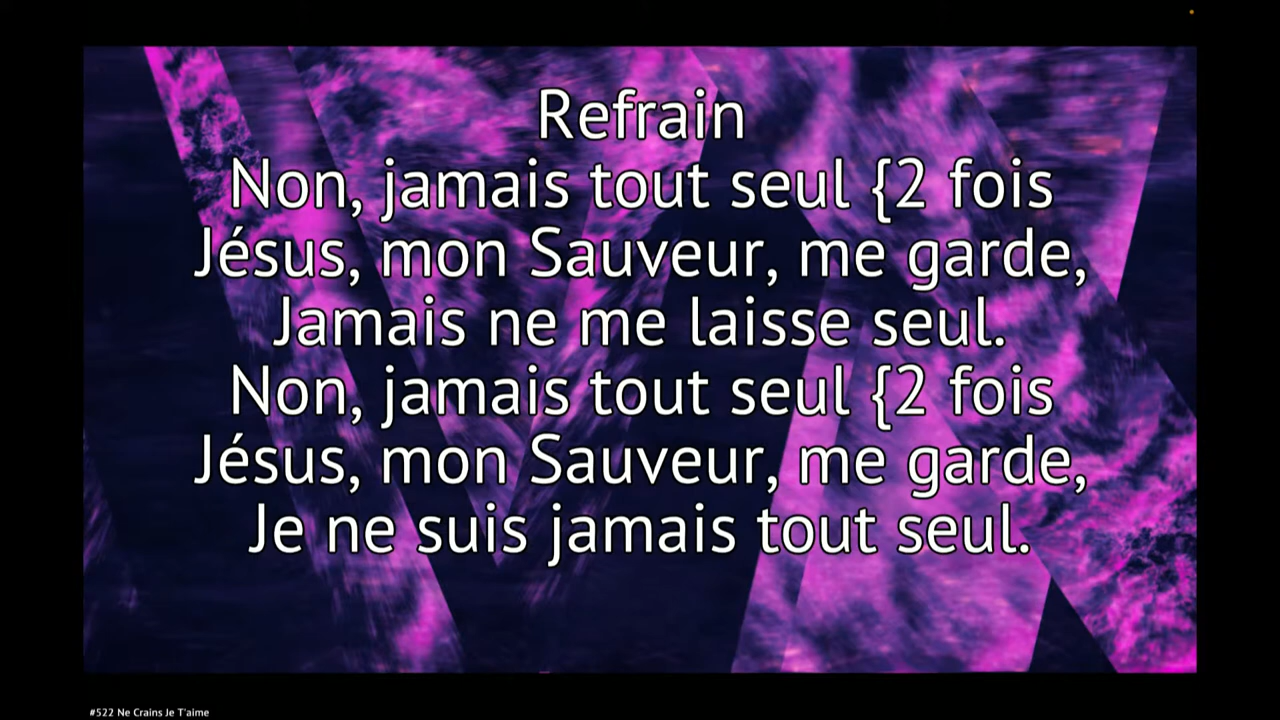 Refrain
Non, jamais tout seul {2 fois
Jésus, mon Sauveur, me garde,
Jamais ne me laisse seul.
Non, jamais tout seul {2 fois
Jésus, mon Sauveur, me garde,
Je ne suis jamais tout seul.
#522 Ne Crains Je T'aime